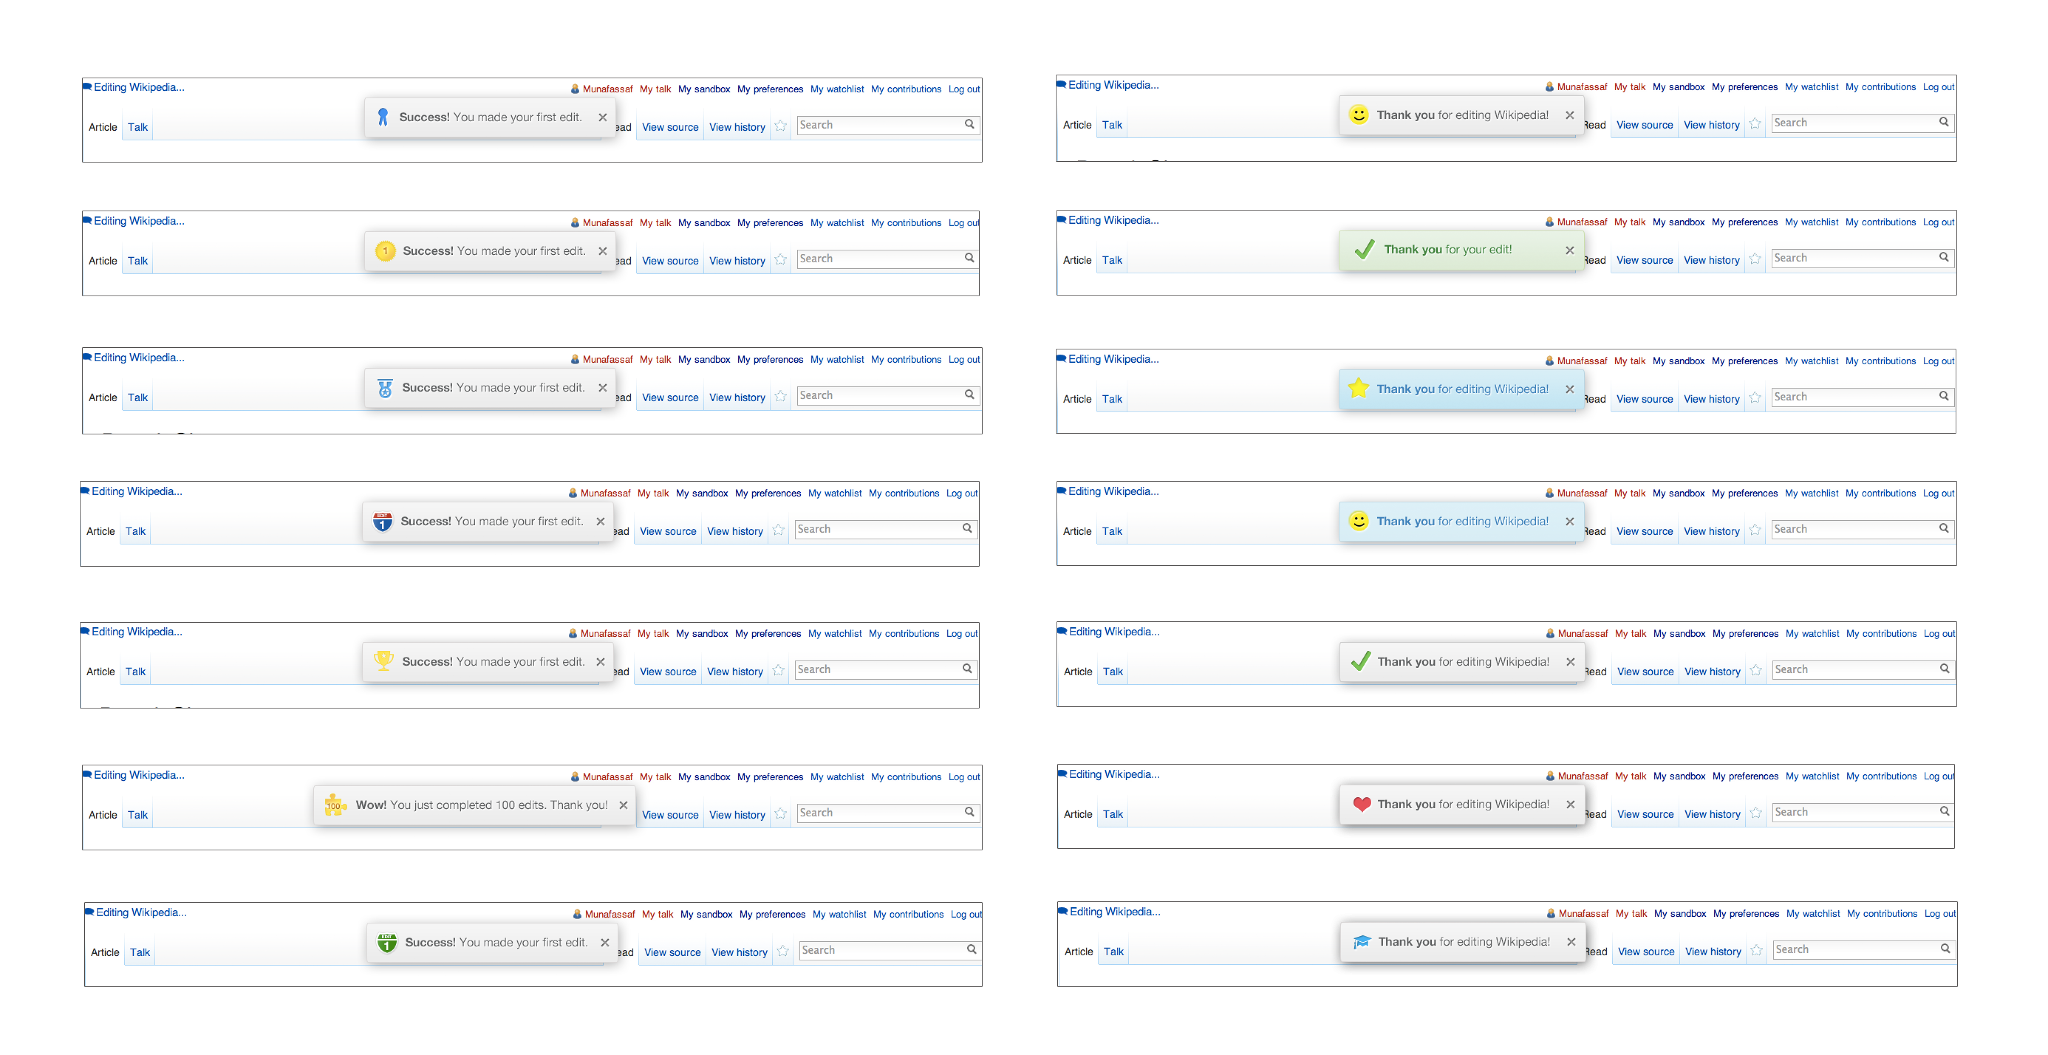 Editing Wikipedia...
Munafassaf My talk My sandbox My preferences My watchlist My contributions Log out
Success! You made your first edit.
Article Talk ead View source View history Search
Editing Wikipedia...
Munafassaf My talk My sandbox My preferences My watchlist My contributions Log out
1 Success! You made your first edit.
Article Talk ead View source View history Search
Editing Wikipedia...
Munafassaf My talk My sandbox My preferences My watchlist My contributions Log out
Success! You made your first edit.
Article Talk ead View source View history Search
Editing Wikipedia...
Munafassaf My talk My sandbox My preferences My watchlist My contributions Log out
EDIT
1 Success! You made your first edit.
Article Talk ead View source View history Search
Editing Wikipedia...
Munafassaf My talk My sandbox My preferences My watchlist My contributions Log out
Success! You made your first edit.
Article Talk ead View source View history Search
Editing Wikipedia...
Munafassaf My talk My sandbox My preferences My watchlist My contributions Log out
100 Wow! You just completed 100 edits. Thank you!
Article Talk View source View history Search
Editing Wikipedia...
Munafassaf My talk My sandbox My preferences My watchlist My contributions Log out
EDIT
1 Success! You made your first edit.
Article Talk ead View source View history Search
Editing Wikipedia...
Munafassaf My talk My sandbox My preferences My watchlist My contributions Log out
Thank you for editing Wikipedia!
Article Talk Read View source View history Search
Editing Wikipedia...
Munafassaf My talk My sandbox My preferences My watchlist My contributions Log out
Thank you for your edit!
Article Talk Read View source View history Search
Editing Wikipedia...
Munafassaf My talk My sandbox My preferences My watchlist My contributions Log out
Thank you for editing Wikipedia!
Article Talk Read View source View history Search
Editing Wikipedia...
Munafassaf My talk My sandbox My preferences My watchlist My contributions Log out
Thank you for editing Wikipedia!
Article Talk Read View source View history Search
Editing Wikipedia...
Munafassaf My talk My sandbox My preferences My watchlist My contributions Log out
Thank you for editing Wikipedia!
Article Talk Read View source View history Search
Editing Wikipedia...
Munafassaf My talk My sandbox My preferences My watchlist My contributions Log out
Thank you for editing Wikipedia!
Article Talk Read View source View history Search
Editing Wikipedia...
Munafassaf My talk My sandbox My preferences My watchlist My contributions Log out
Thank you for editing Wikipedia!
Article Talk Read View source View history Search